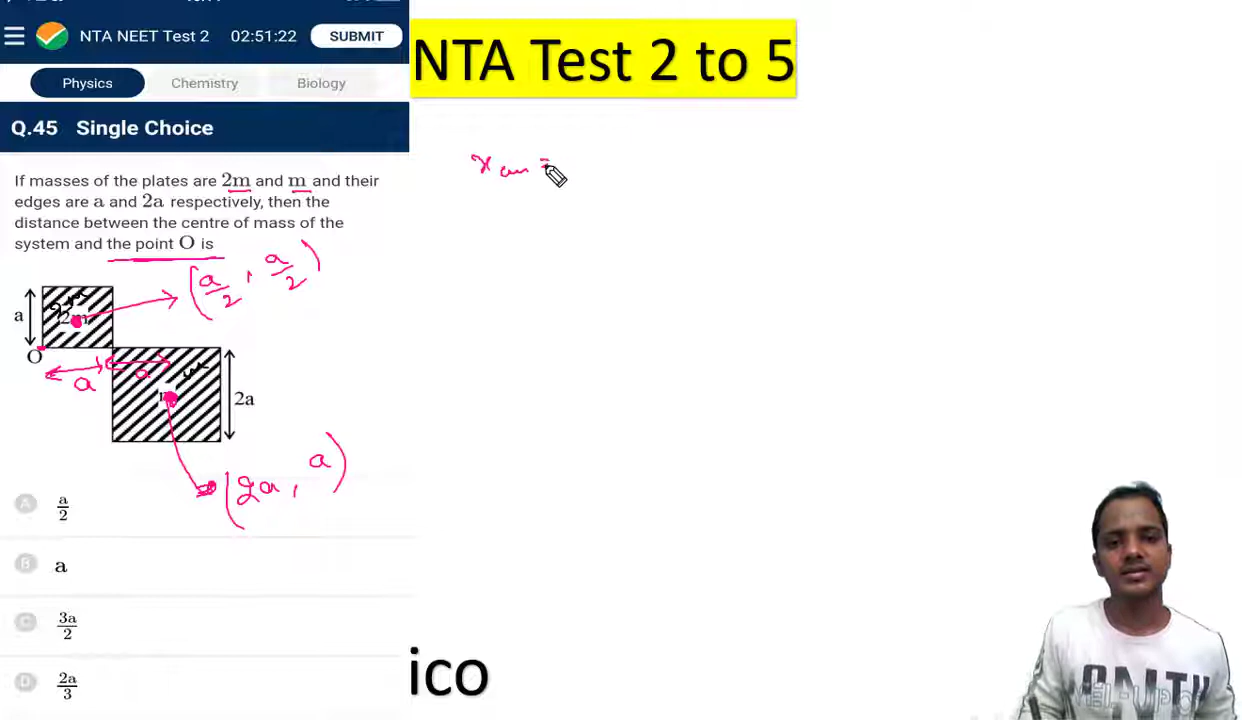 NTA NEET Test 2 02:51:22 SUBMIT
NTA Test 2 to 5
Physics Chemistry Biology
Q.45 Single Choice
If masses of the plates are 2m and m and their
edges are a and 2a respectively, then the
distance between the centre of mass of the
system and the point O is
x cm =
(a/2, a/2)
a
2m
O
a
a
m
2a
(2a, a)
A a/2
B a
C 3a/2
D 2a/3
ico